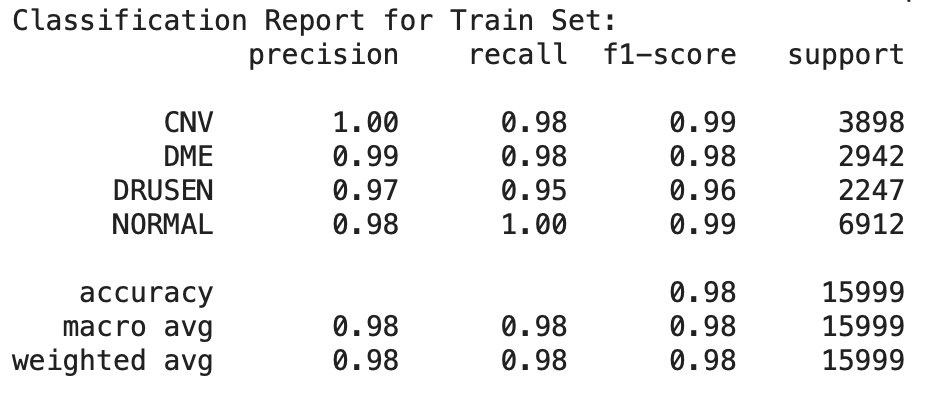 Classification Report for Train Set:
precision recall f1-score support
CNV 1.00 0.98 0.99 3898
DME 0.99 0.98 0.98 2942
DRUSEN 0.97 0.95 0.96 2247
NORMAL 0.98 1.00 0.99 6912
accuracy 0.98 15999
macro avg 0.98 0.98 0.98 15999
weighted avg 0.98 0.98 0.98 15999